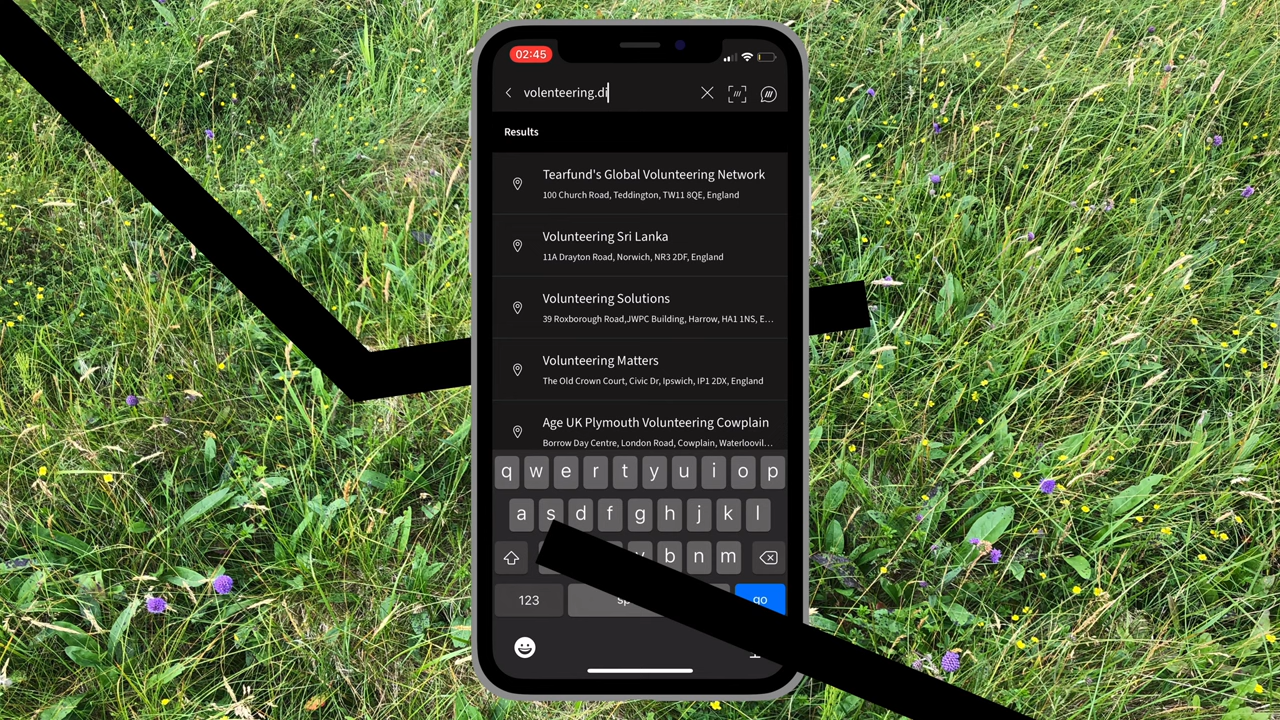 02:45
volenteering.di
Results
Tearfund's Global Volunteering Network
100 Church Road, Teddington, TW11 8QE, England
Volunteering Sri Lanka
11A Drayton Road, Norwich, NR3 2DF, England
Volunteering Solutions
39 Roxborough Road,JWPC Building, Harrow, HA1 1NS, E...
Volunteering Matters
The Old Crown Court, Civic Dr, Ipswich, IP1 2DX, England
Age UK Plymouth Volunteering Cowplain
Borrow Day Centre, London Road, Cowplain, Waterloovil...
q w e r t y u i o p
a s d f g h j k l
b n m
123
go